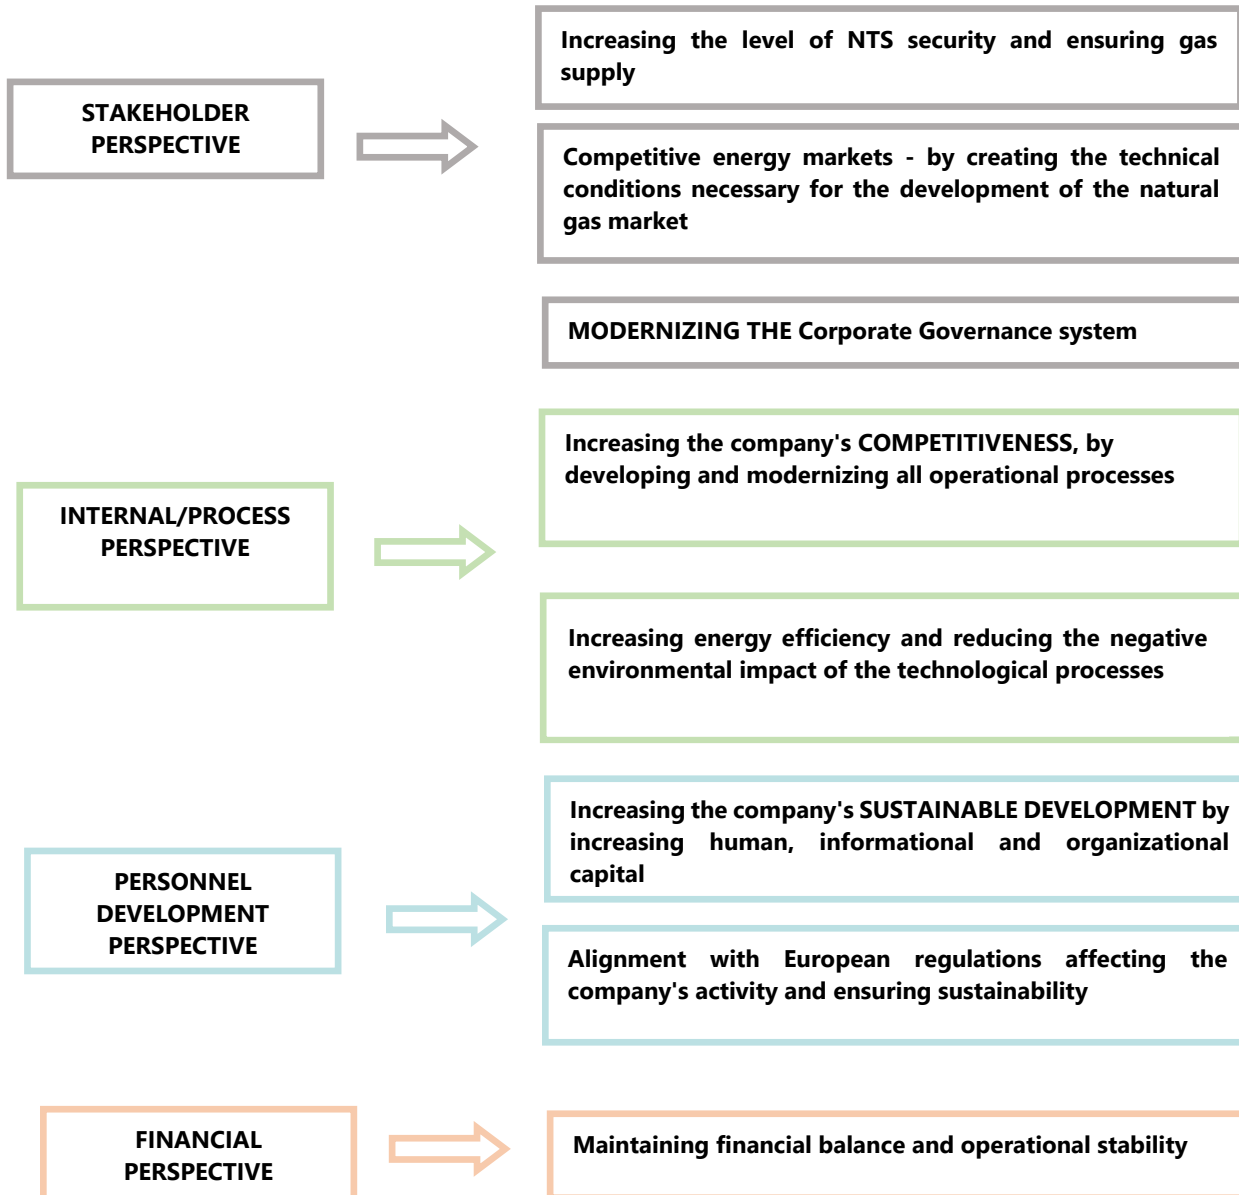 STAKEHOLDER
PERSPECTIVE
Increasing the level of NTS security and ensuring gas
supply
Competitive energy markets - by creating the technical
conditions necessary for the development of the natural
gas market
MODERNIZING THE Corporate Governance system
INTERNAL/PROCESS
PERSPECTIVE
Increasing the company's COMPETITIVENESS, by
developing and modernizing all operational processes
Increasing energy efficiency and reducing the negative
environmental impact of the technological processes
PERSONNEL
DEVELOPMENT
PERSPECTIVE
Increasing the company's SUSTAINABLE DEVELOPMENT by
increasing human, informational and organizational
capital
Alignment with European regulations affecting the
company's activity and ensuring sustainability
FINANCIAL
PERSPECTIVE
Maintaining financial balance and operational stability